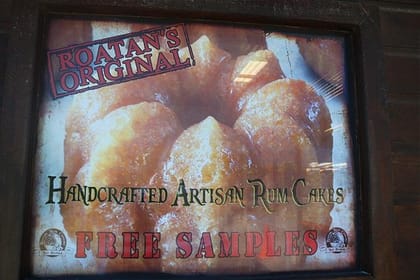 ROATAN'S
ORIGINAL
HANDCRAFTED ARTISAN RUM CAKES
FREE SAMPLES